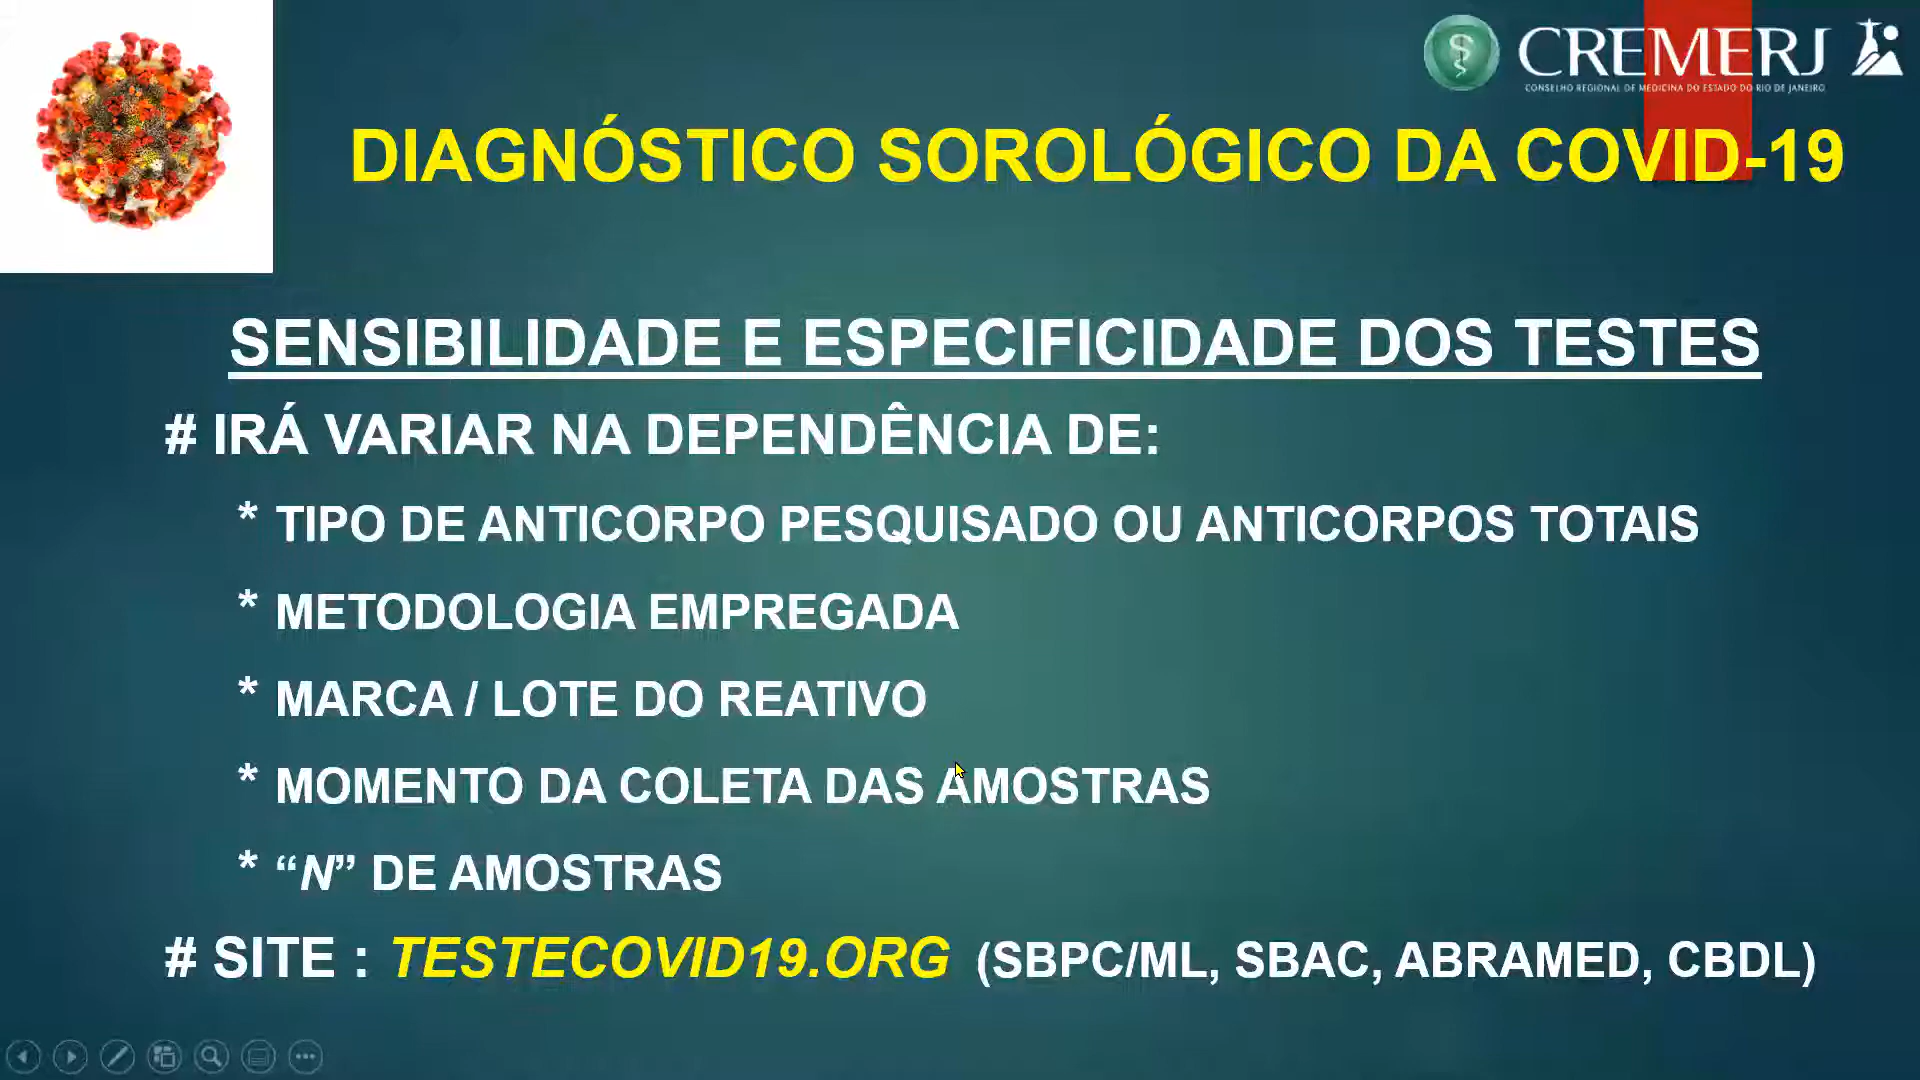 CREMERJ
CONSELHO REGIONAL DE MEDICINA DO ESTADO DO RIO DE JANEIRO
DIAGNÓSTICO SOROLÓGICO DA COVID-19
SENSIBILIDADE E ESPECIFICIDADE DOS TESTES
# IRÁ VARIAR NA DEPENDÊNCIA DE:
* TIPO DE ANTICORPO PESQUISADO OU ANTICORPOS TOTAIS
* METODOLOGIA EMPREGADA
* MARCA / LOTE DO REATIVO
* MOMENTO DA COLETA DAS AMOSTRAS
* “N” DE AMOSTRAS
# SITE : TESTECOVID19.ORG (SBPC/ML, SBAC, ABRAMED, CBDL)